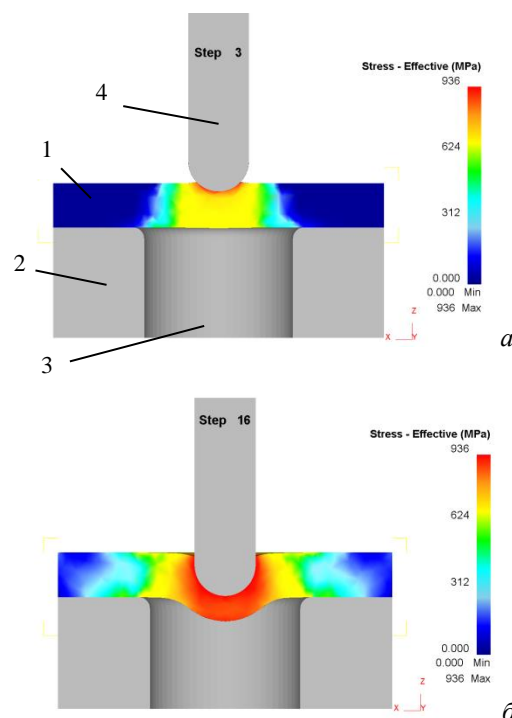 Step 3
Stress - Effective (MPa)
936
4
624
1
312
2
0.000
0.000 Min
936 Max
Z
X Y
а
3
Step 16
Stress - Effective (MPa)
936
624
312
0.000
0.000 Min
936 Max
Z
X Y
б